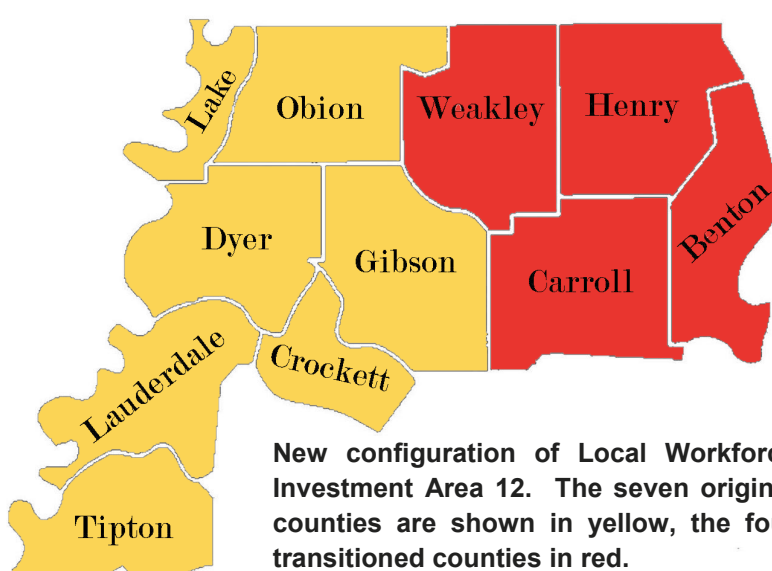 Lake
Obion
Weakley
Henry
Benton
Dyer
Gibson
Carroll
Crockett
Lauderdale
Tipton
New configuration of Local Workforc
Investment Area 12. The seven origin
counties are shown in yellow, the fo
transitioned counties in red.